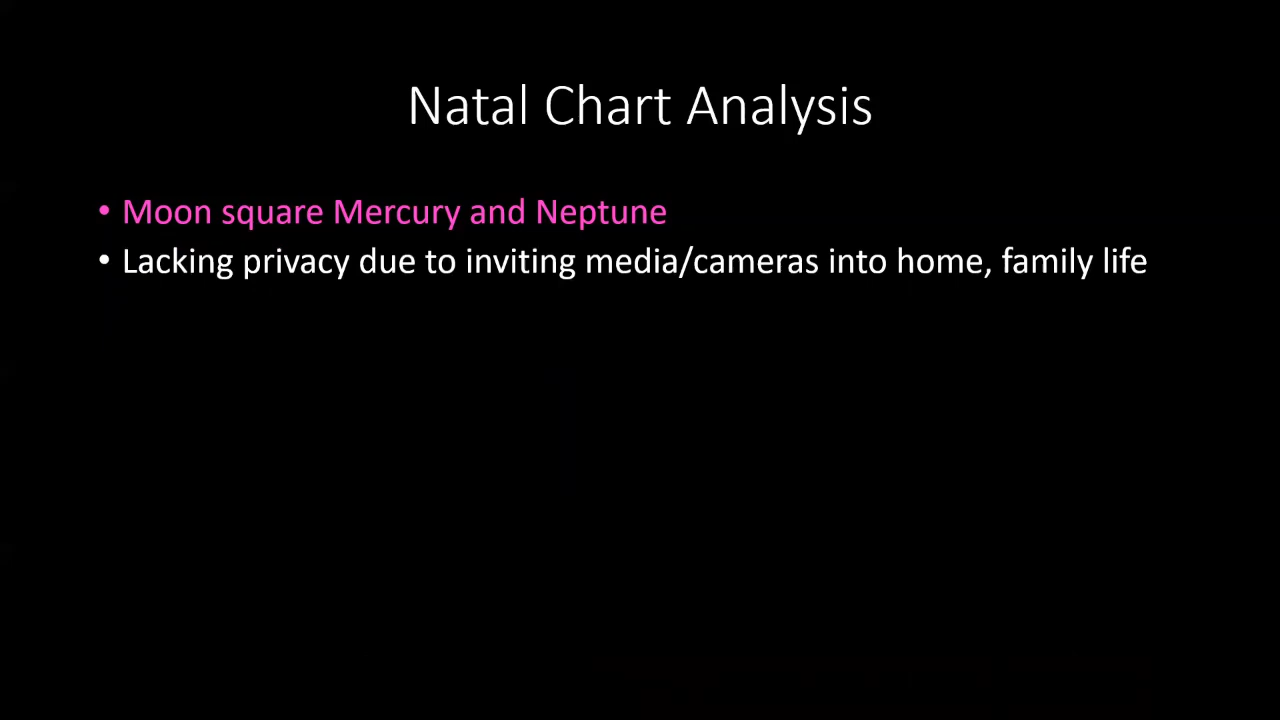 Natal Chart Analysis
• Moon square Mercury and Neptune
• Lacking privacy due to inviting media/cameras into home, family life